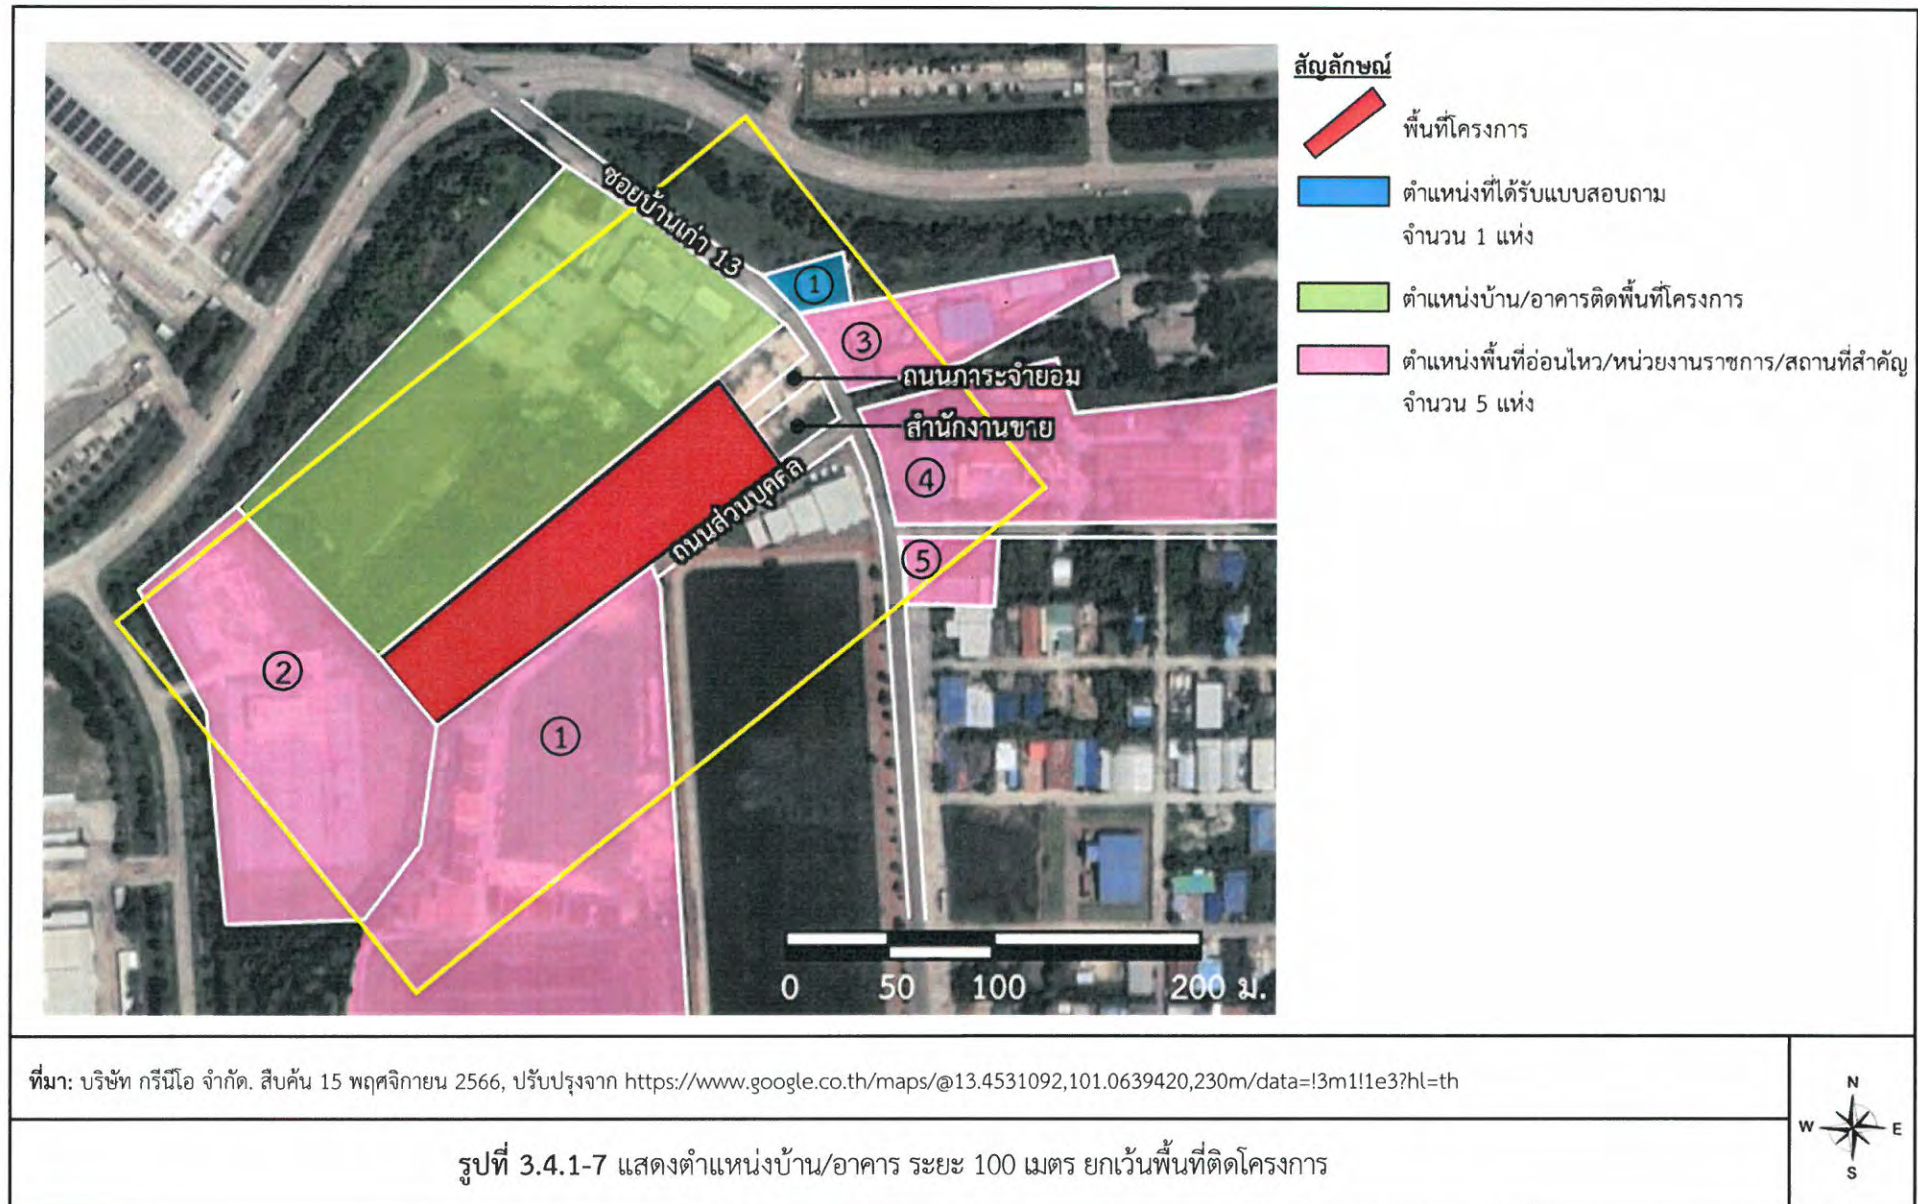 สัญลักษณ์
พื้นที่โครงการ
ตำแหน่งที่ได้รับแบบสอบถาม
จำนวน 1 แห่ง
ตำแหน่งบ้าน/อาคารติดพื้นที่โครงการ
ตำแหน่งพื้นที่อ่อนไหว/หน่วยงานราชการ/สถานที่สำคัญ
จำนวน 5 แห่ง
ซอยบ้านเก่า 13
1
3
ถนนภาระจำยอม
สำนักงานขาย
4
ถนนส่วนบุคคล
5
2
1
0 50 100 200 ม.
ที่มา: บริษัท กรีนีโอ จำกัด. สืบค้น 15 พฤศจิกายน 2566, ปรับปรุงจาก https://www.google.co.th/maps/@13.4531092,101.0639420,230m/data=!3m1!1e3?hl=th
N
W E
S
รูปที่ 3.4.1-7 แสดงตำแหน่งบ้าน/อาคาร ระยะ 100 เมตร ยกเว้นพื้นที่ติดโครงการ